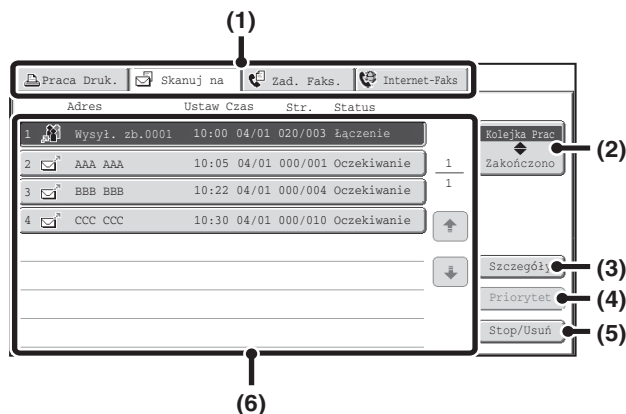 (1)
Praca Druk. Skanuj na Zad. Faks. Internet-Faks
Adres Ustaw Czas Str. Status
1 Wysył. zb.0001 10:00 04/01 020/003 Łączenie
2 AAA AAA 10:05 04/01 000/001 Oczekiwanie
3 BBB BBB 10:22 04/01 000/004 Oczekiwanie
4 CCC CCC 10:30 04/01 000/010 Oczekiwanie
1
1
Kolejka Prac
Zakończono
(2)
Szczegóły (3)
Priorytet (4)
Stop/Usuń (5)
(6)